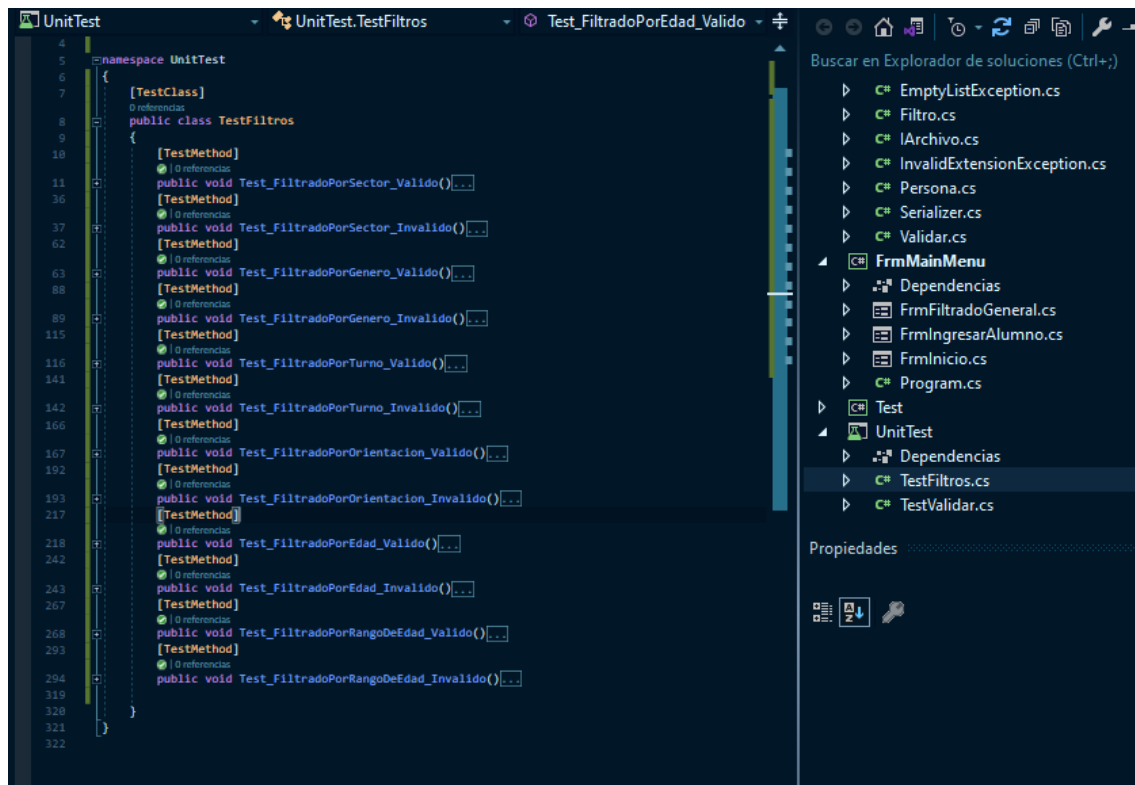 UnitTest
UnitTest.TestFiltros
Test_FiltradoPorEdad_Valido
4
5 namespace UnitTest
6 {
7 [TestClass]
0 referencias
8 public class TestFiltros
9 {
10 [TestMethod]
| 0 referencias
11 public void Test_FiltradoPorSector_Valido()...
36 [TestMethod]
| 0 referencias
37 public void Test_FiltradoPorSector_Invalido()...
62 [TestMethod]
| 0 referencias
63 public void Test_FiltradoPorGenero_Valido()...
88 [TestMethod]
| 0 referencias
89 public void Test_FiltradoPorGenero_Invalido()...
115 [TestMethod]
| 0 referencias
116 public void Test_FiltradoPorTurno_Valido()...
141 [TestMethod]
| 0 referencias
142 public void Test_FiltradoPorTurno_Invalido()...
166 [TestMethod]
| 0 referencias
167 public void Test_FiltradoPorOrientacion_Valido()...
192 [TestMethod]
| 0 referencias
193 public void Test_FiltradoPorOrientacion_Invalido()...
217 [TestMethod]
| 0 referencias
218 public void Test_FiltradoPorEdad_Valido()...
242 [TestMethod]
| 0 referencias
243 public void Test_FiltradoPorEdad_Invalido()...
267 [TestMethod]
| 0 referencias
268 public void Test_FiltradoPorRangoDeEdad_Valido()...
293 [TestMethod]
| 0 referencias
294 public void Test_FiltradoPorRangoDeEdad_Invalido()...
319
320 }
321 }
322
Buscar en Explorador de soluciones (Ctrl+;)
C# EmptyListException.cs
C# Filtro.cs
C# IArchivo.cs
C# InvalidExtensionException.cs
C# Persona.cs
C# Serializer.cs
C# Validar.cs
C# FrmMainMenu
Dependencias
FrmFiltradoGeneral.cs
FrmIngresarAlumno.cs
FrmInicio.cs
C# Program.cs
C# Test
UnitTest
Dependencias
C# TestFiltros.cs
C# TestValidar.cs
Propiedades
A
Z